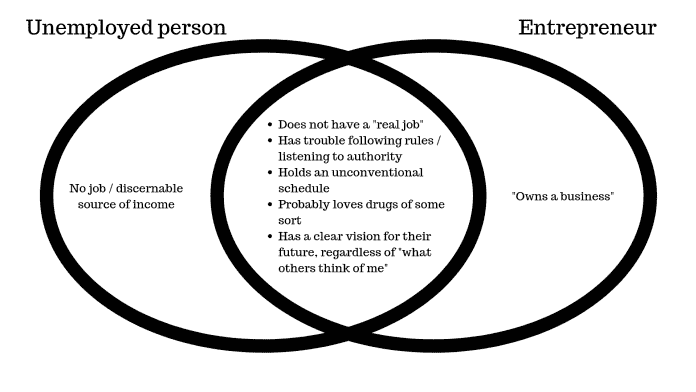 Unemployed person
Entrepreneur
No job / discernable
source of income
• Does not have a "real job"
• Has trouble following rules /
listening to authority
• Holds an unconventional
schedule
• Probably loves drugs of some
sort
• Has a clear vision for their
future, regardless of "what
others think of me"
"Owns a business"